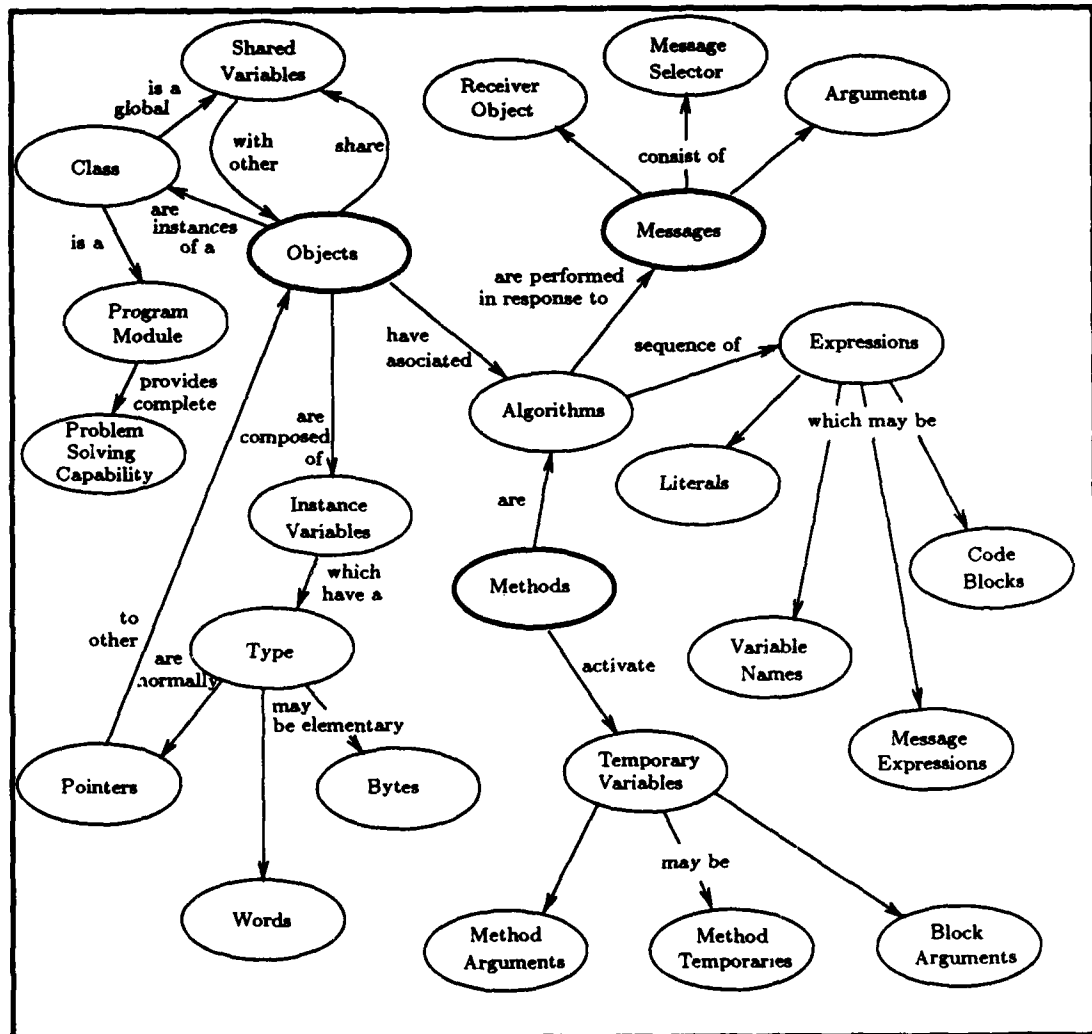 Shared
Variables
is a
global
with
other
share
Class
are
instances
of a
is a
Objects
Program
Module
provides
complete
Problem
Solving
Capability
Message
Selector
Receiver
Object
Arguments
consist of
Messages
are performed
in response to
have
asociated
sequence of
Expressions
Algorithms
which may be
Literals
are
composed
of
Instance
Variables
are
Code
Blocks
which
have a
Methods
to
other
Type
Variable
Names
are
normally
activate
may
be elementary
Message
Expressions
Pointers
Bytes
Temporary
Variables
may be
Words
Method
Arguments
Method
Temporaries
Block
Arguments